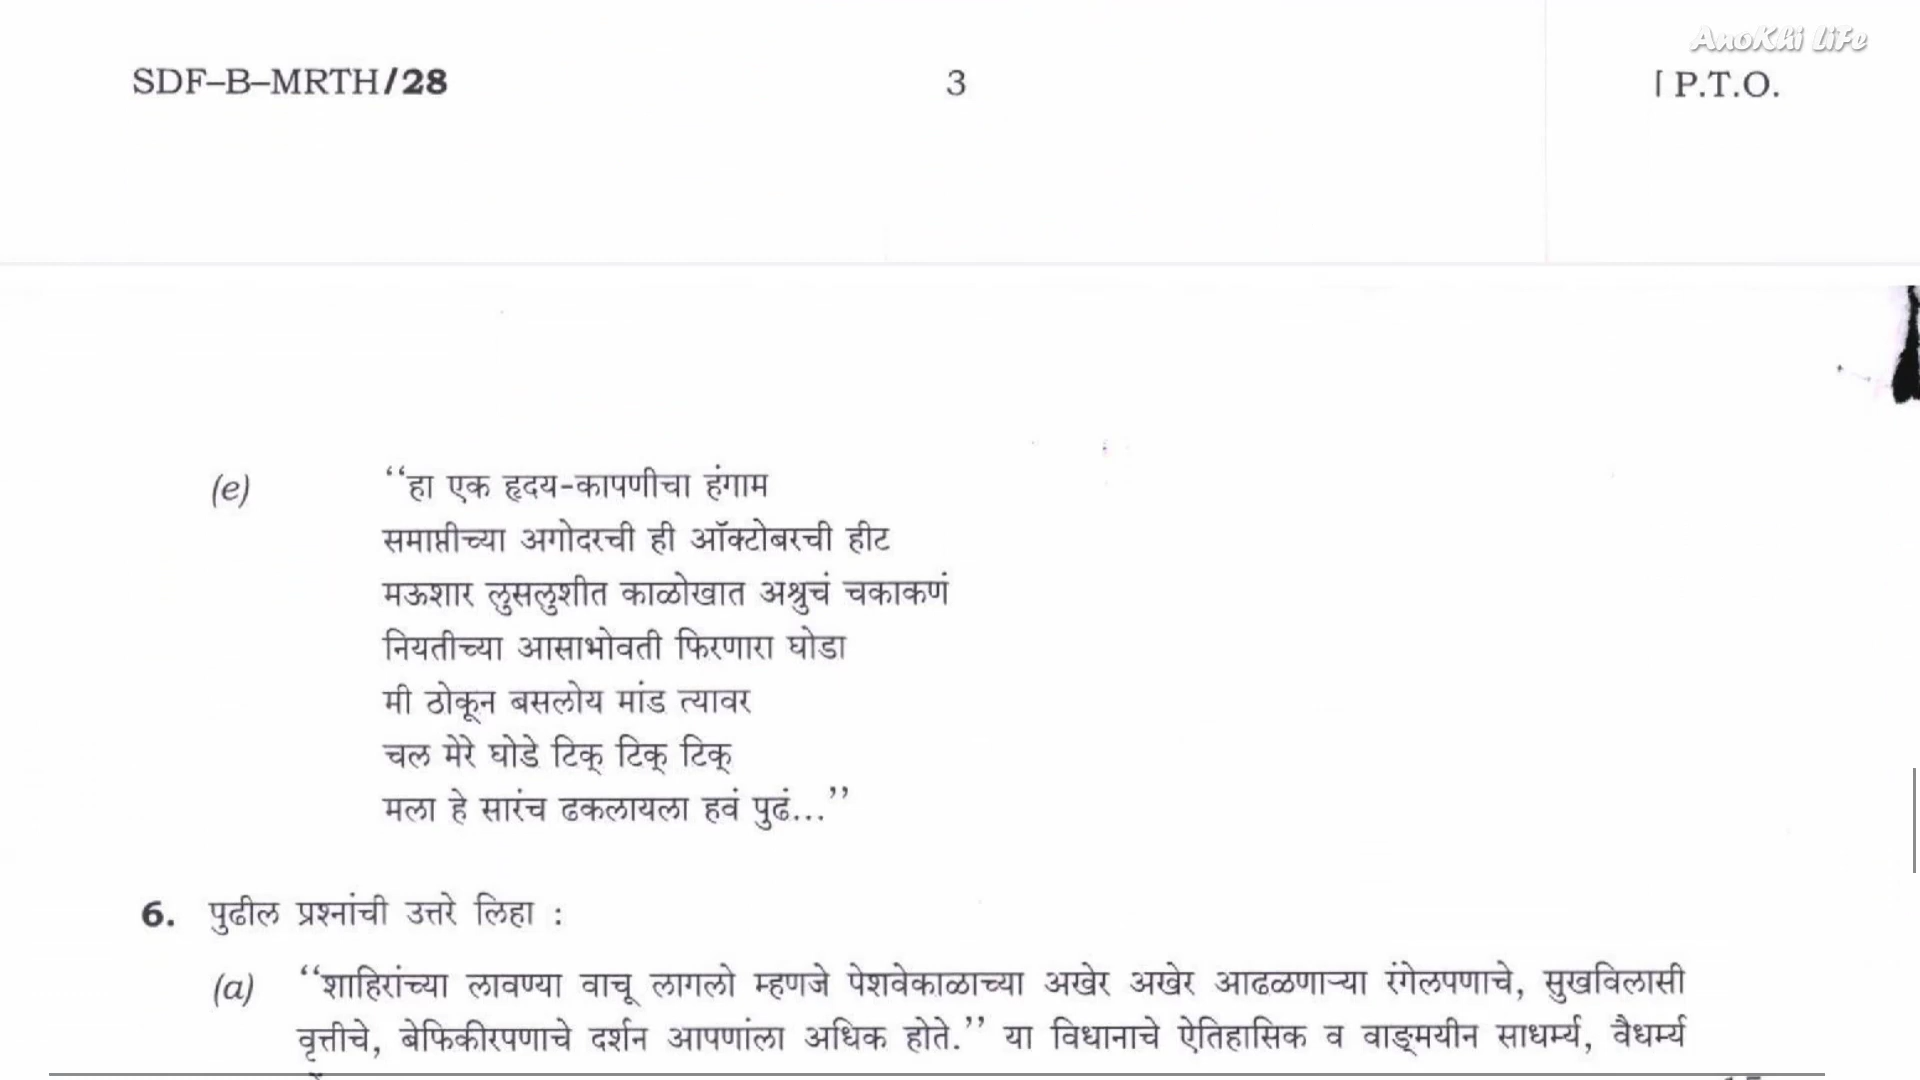 AnoKhi LiFe
SDF–B–MRTH/28 3 [ P.T.O.
(e) ‘‘हा एक हृदय-कापणीचा हंगाम
समाप्तीच्या अगोदरची ही ऑक्टोबरची हीट
मऊशार लुसलुशीत काळोखात अश्रुचं चकाकणं
नियतीच्या आसाभोवती फिरणारा घोडा
मी ठोकून बसलोय मांड त्यावर
चल मेरे घोडे टिक् टिक् टिक्
मला हे सारंच ढकलायला हवं पुढं...’’
6. पुढील प्रश्नांची उत्तरे लिहा :
(a) ‘‘शाहिरांच्या लावण्या वाचू लागलो म्हणजे पेशवेकाळाच्या अखेर अखेर आढळणाऱ्या रंगेलपणाचे, सुखविलासी
वृत्तीचे, बेफिकीरपणाचे दर्शन आपणांला अधिक होते.’’ या विधानाचे ऐतिहासिक व वाङ्मयीन साधर्म्य, वैधर्म्य